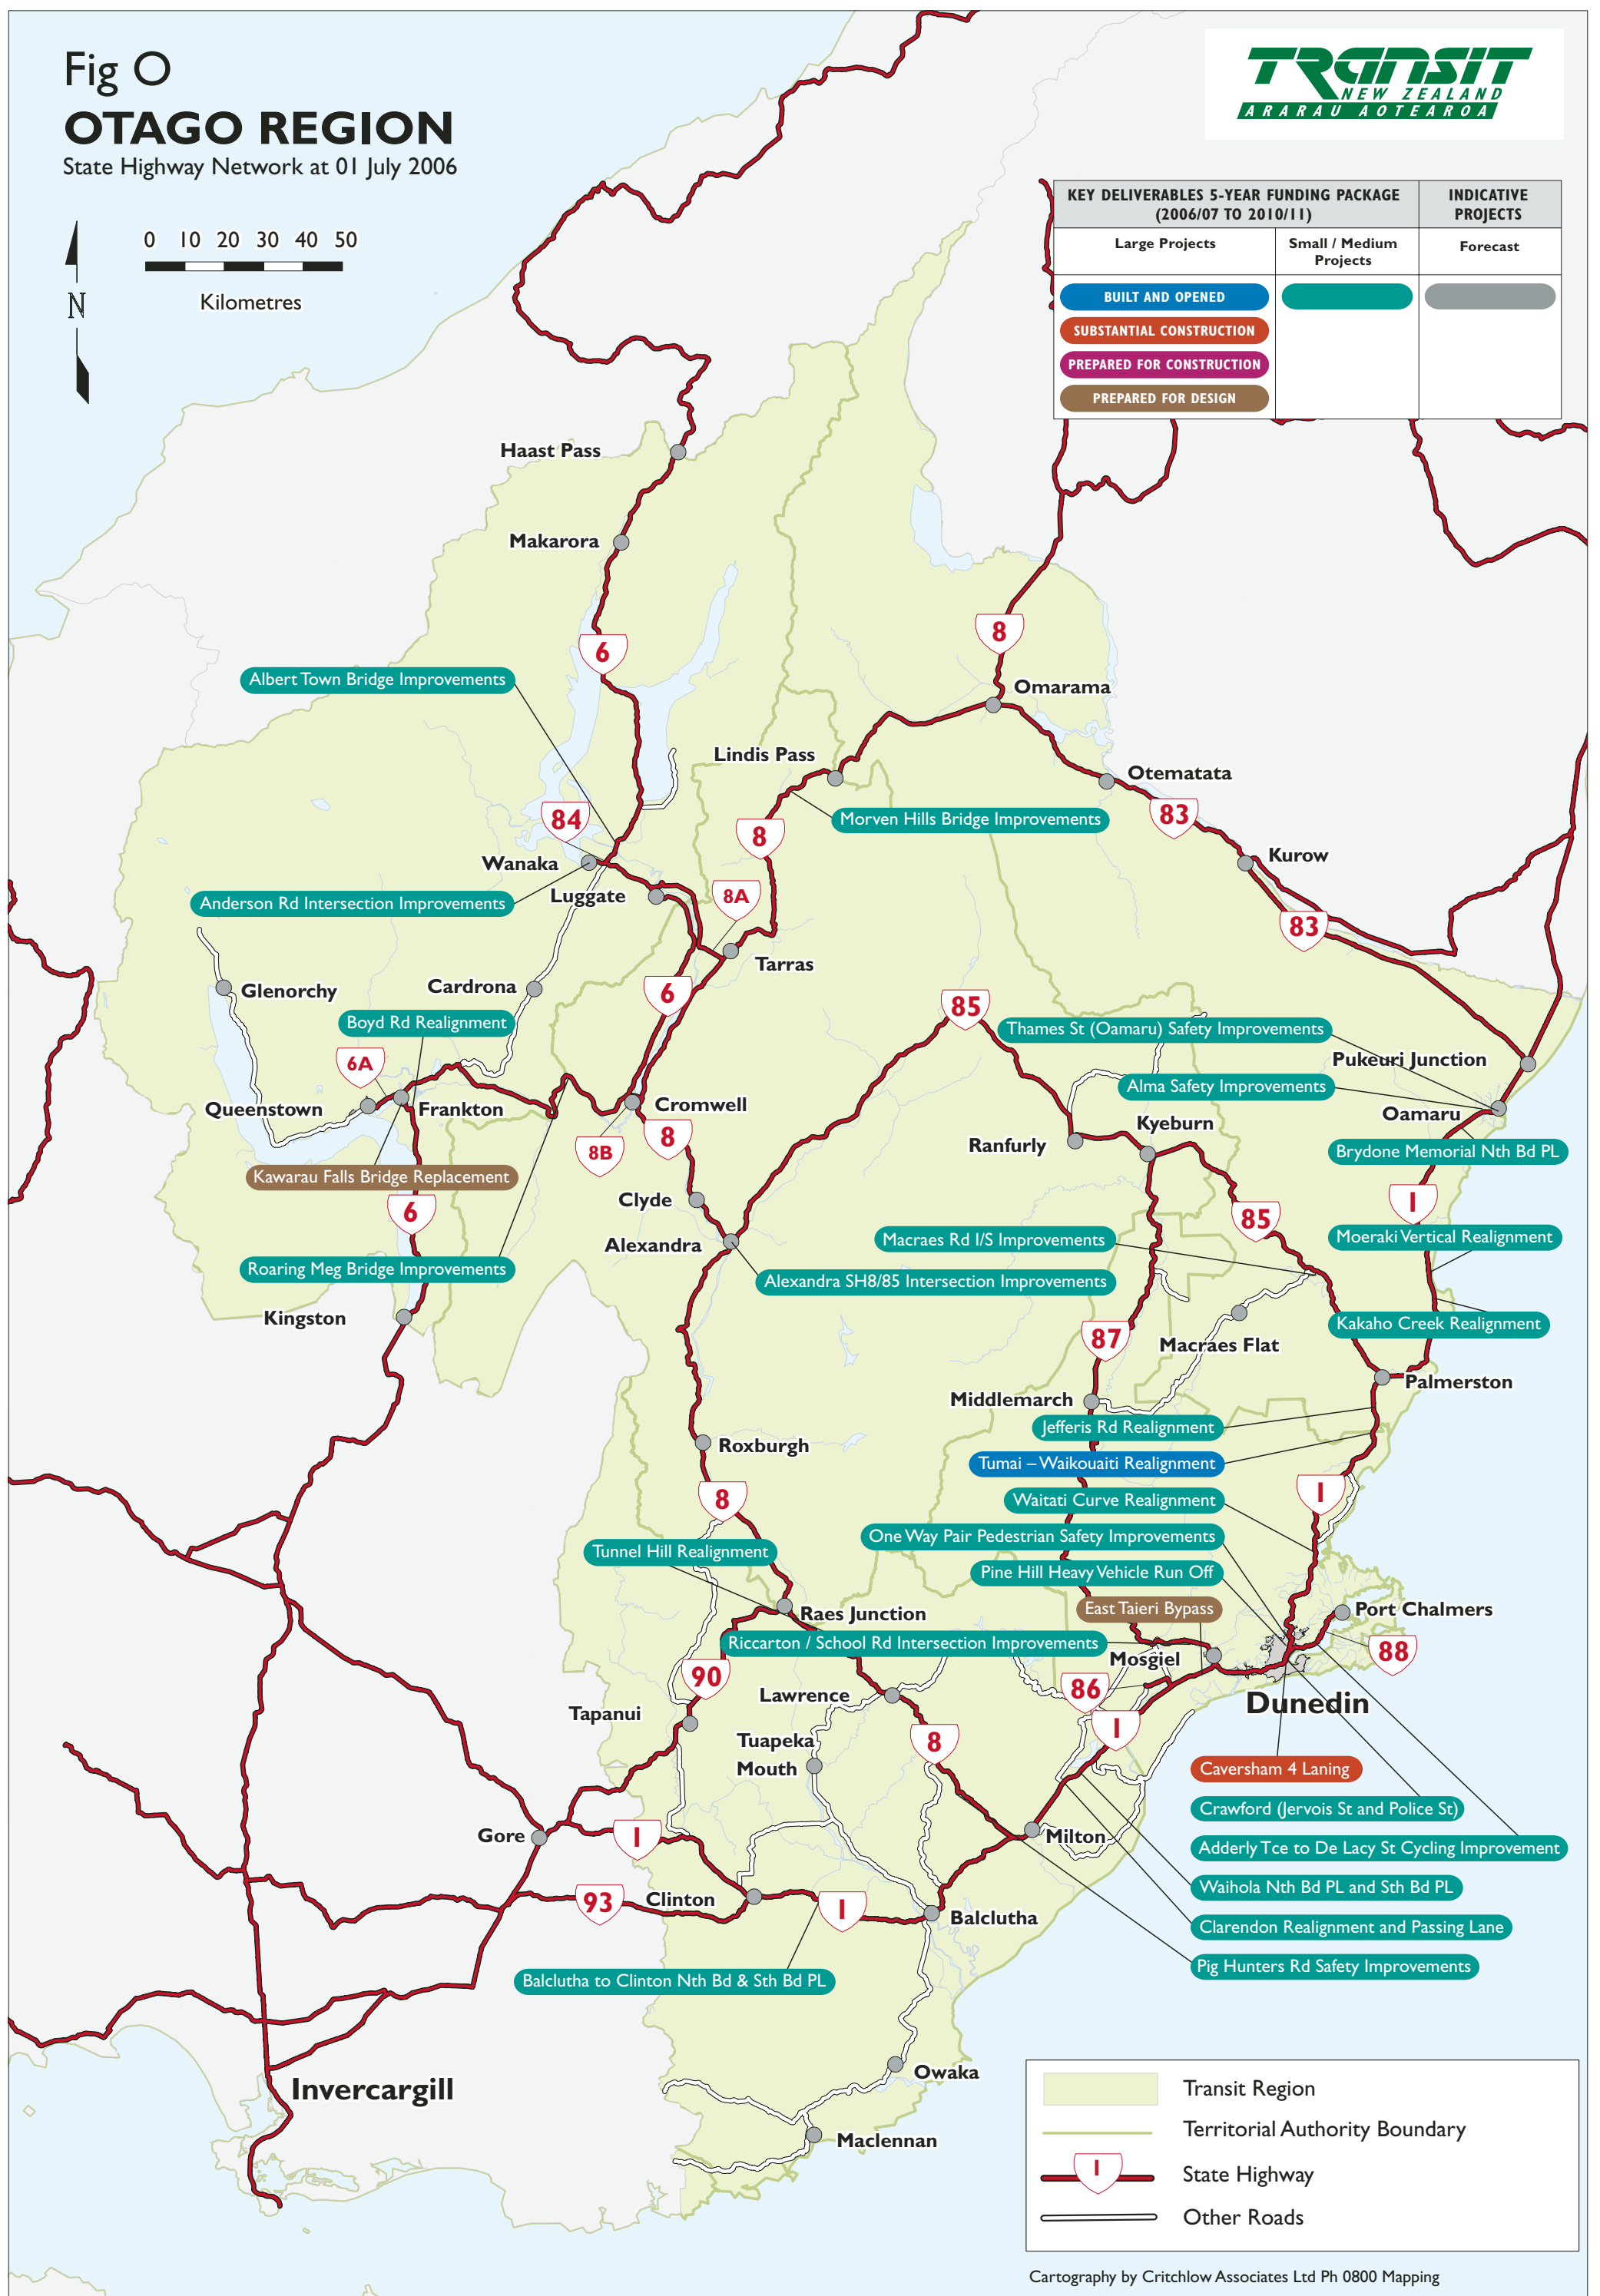 Fig O
OTAGO REGION
State Highway Network at 01 July 2006
0 10 20 30 40 50
Kilometres
N
TRANSIT
NEW ZEALAND
ARARAU AOTEAROA
KEY DELIVERABLES 5-YEAR FUNDING PACKAGE
(2006/07 TO 2010/11)
INDICATIVE
PROJECTS
Large Projects
Small / Medium
Projects
Forecast
BUILT AND OPENED
SUBSTANTIAL CONSTRUCTION
PREPARED FOR CONSTRUCTION
PREPARED FOR DESIGN
Haast Pass
Makarora
8
6
Albert Town Bridge Improvements
Omarama
Lindis Pass
Otematata
84
Morven Hills Bridge Improvements
83
8
Wanaka
Kurow
Anderson Rd Intersection Improvements
Luggate
8A
83
Tarras
Glenorchy
Cardrona
6
85
Boyd Rd Realignment
Thames St (Oamaru) Safety Improvements
6A
Pukeuri Junction
Alma Safety Improvements
Queenstown
Frankton
Cromwell
Oamaru
Kyeburn
8
Ranfurly
8B
Brydone Memorial Nth Bd PL
Kawarau Falls Bridge Replacement
Clyde
1
6
85
Macraes Rd I/S Improvements
Moeraki Vertical Realignment
Alexandra
Roaring Meg Bridge Improvements
Alexandra SH8/85 Intersection Improvements
Kingston
Kakaho Creek Realignment
87
Macraes Flat
Palmerston
Middlemarch
Jefferis Rd Realignment
Roxburgh
Tumai – Waikouaiti Realignment
8
1
Waitati Curve Realignment
One Way Pair Pedestrian Safety Improvements
Tunnel Hill Realignment
Pine Hill Heavy Vehicle Run Off
East Taieri Bypass
Port Chalmers
Raes Junction
Riccarton / School Rd Intersection Improvements
88
Mosgiel
90
86
Lawrence
Dunedin
Tapanui
1
Tuapeka
Mouth
8
Caversham 4 Laning
Crawford (Jervois St and Police St)
Gore
1
Milton
Adderly Tce to De Lacy St Cycling Improvement
Waihola Nth Bd PL and Sth Bd PL
93
Clinton
1
Balclutha
Clarendon Realignment and Passing Lane
Pig Hunters Rd Safety Improvements
Balclutha to Clinton Nth Bd & Sth Bd PL
Owaka
Invercargill
Maclennan
Transit Region
Territorial Authority Boundary
1
State Highway
Other Roads
Cartography by Critchlow Associates Ltd Ph 0800 Mapping